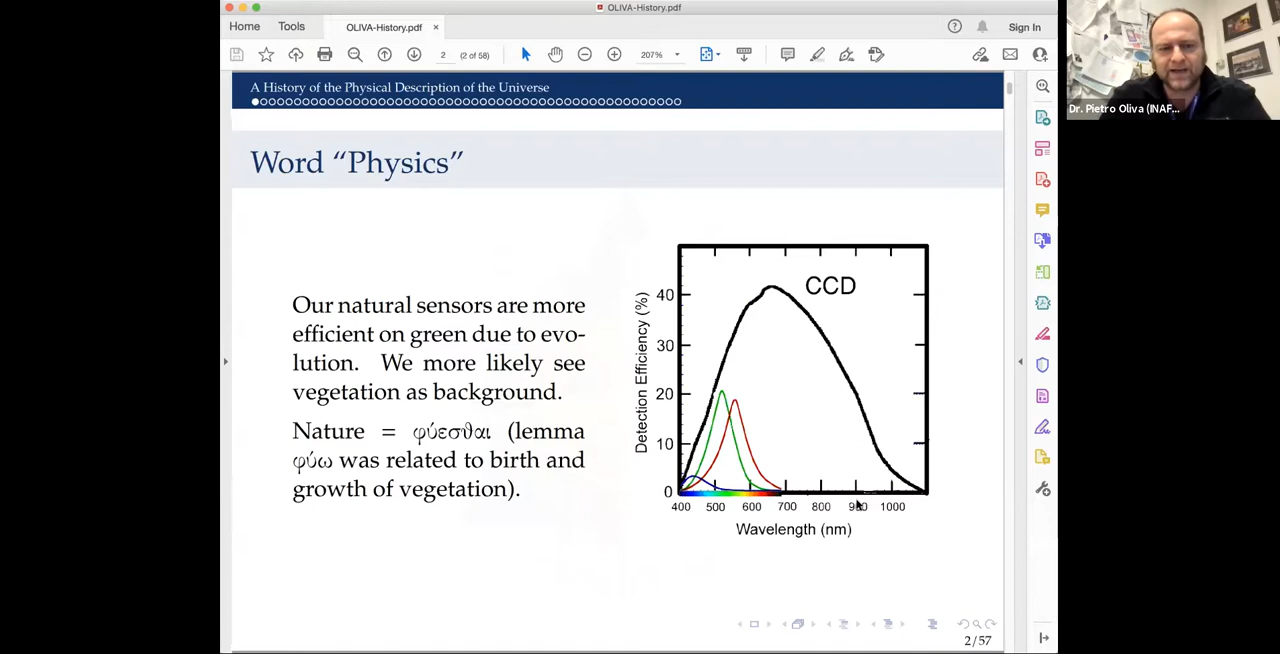 OLIVA-History.pdf
Home
Tools
OLIVA-History.pdf
×
Sign In
2
(2 of 58)
207%
Dr. Pietro Oliva (INAF...
A History of the Physical Description of the Universe
Word “Physics”
Our natural sensors are more
efficient on green due to evo-
lution. We more likely see
vegetation as background.
Nature = φύεσθαι (lemma
φύω was related to birth and
growth of vegetation).
CCD
Detection Efficiency (%)
40
30
20
10
0
400 500 600 700 800 900 1000
Wavelength (nm)
2/57